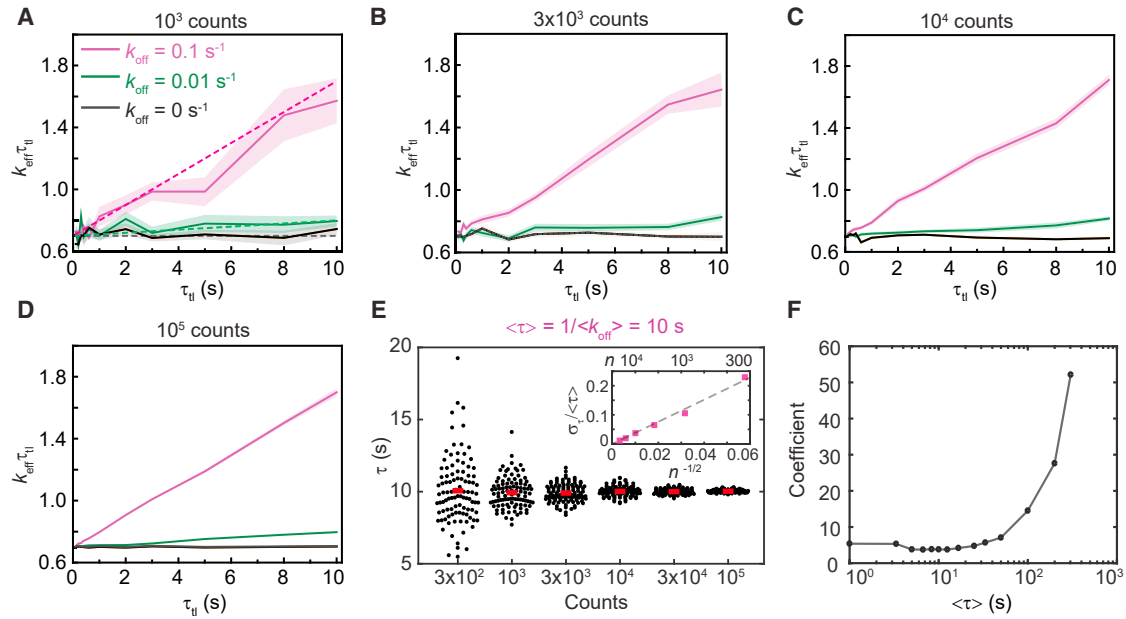 A
10³ counts
k_off = 0.1 s⁻¹
k_off = 0.01 s⁻¹
k_off = 0 s⁻¹
1.8
1.4
1.0
0.6
k_eff τ_tl
0 2 4 6 8 10
τ_tl (s)
B
3x10³ counts
1.8
1.4
1.0
0.6
k_eff τ_tl
0 2 4 6 8 10
τ_tl (s)
C
10⁴ counts
1.8
1.4
1.0
0.6
k_eff τ_tl
0 2 4 6 8 10
τ_tl (s)
D
10⁵ counts
1.8
1.4
1.0
0.6
k_eff τ_tl
0 2 4 6 8 10
τ_tl (s)
E
<τ> = 1/<k_off> = 10 s
20
15
10
5
τ (s)
3x10² 10³ 3x10³ 10⁴ 3x10⁴ 10⁵
Counts
n 10⁴ 10³ 300
0.2
0.1
0
σ_τ/<τ>
0 0.02 0.04 0.06
n⁻¹/²
F
60
50
40
30
20
10
0
Coefficient
10⁰ 10¹ 10² 10³
<τ> (s)